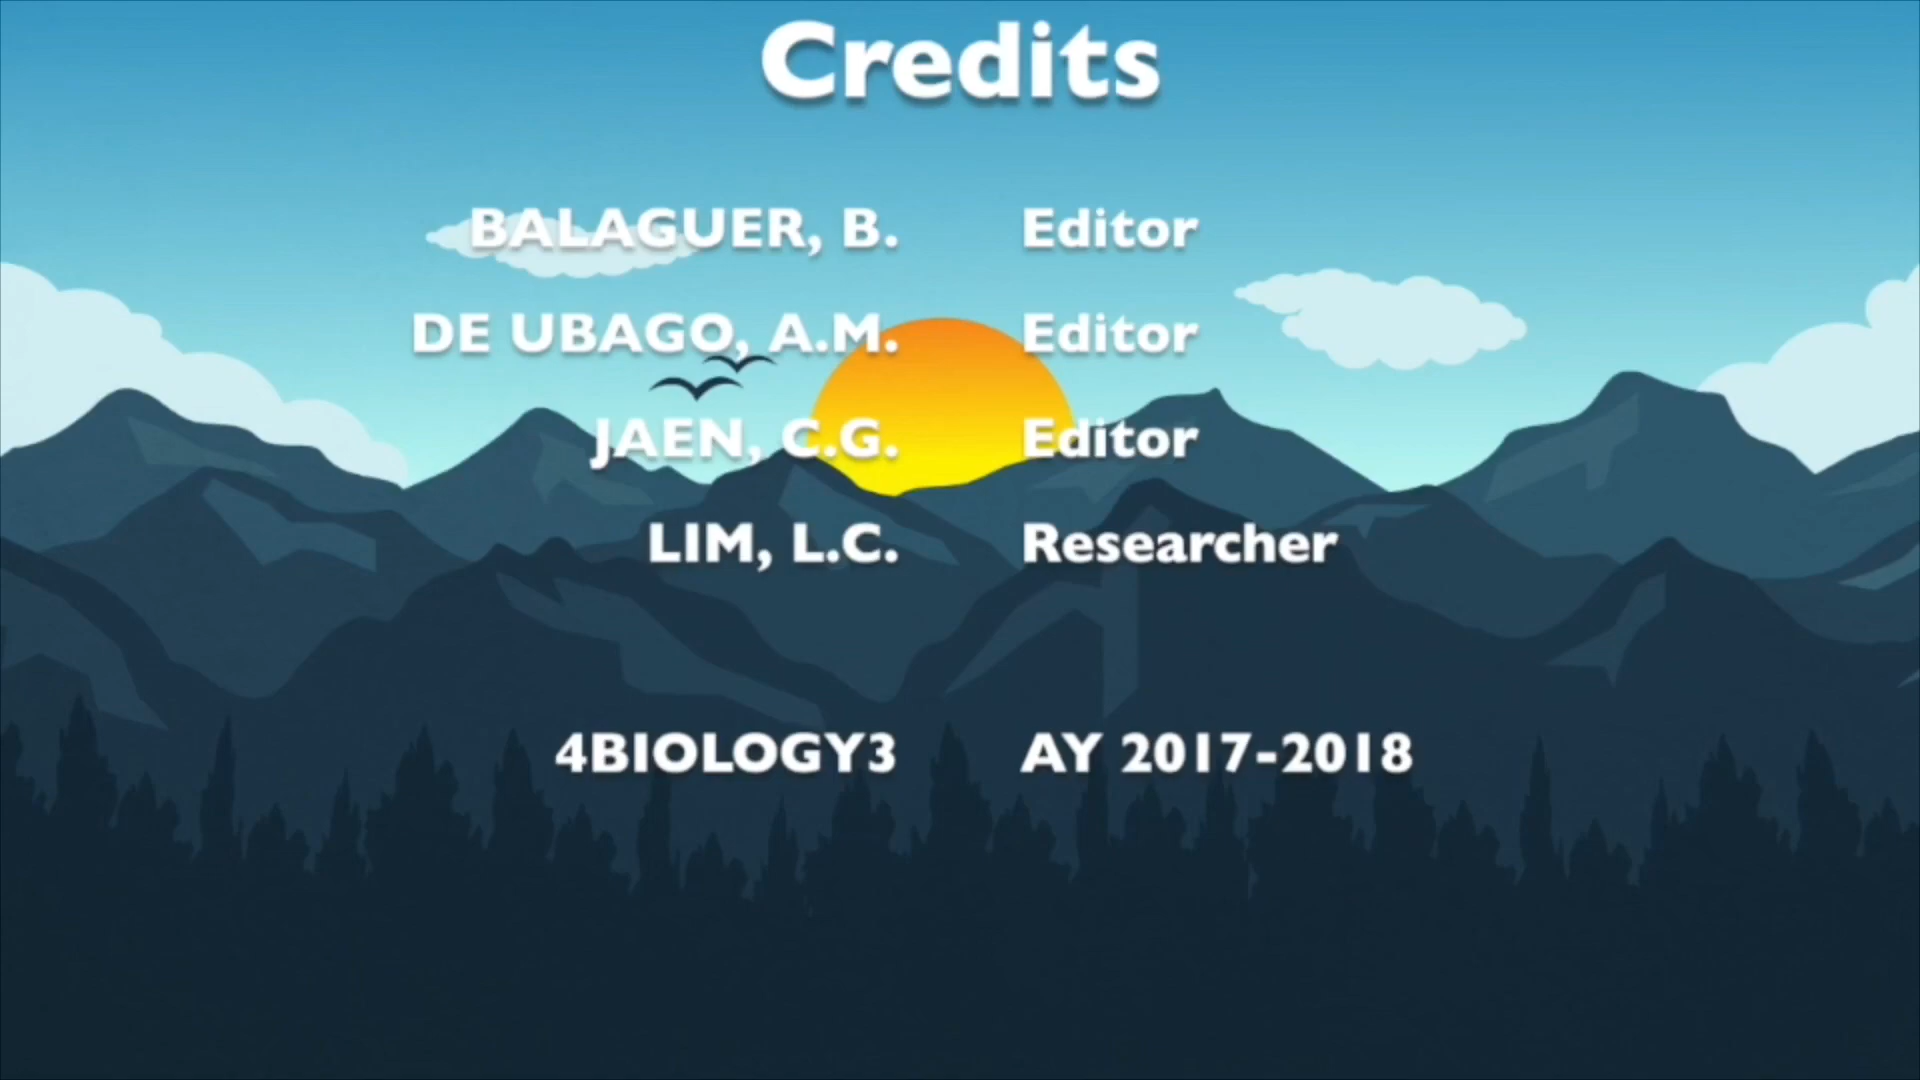 Credits
BALAGUER, B. Editor
DE UBAGO, A.M. Editor
JAEN, C.G. Editor
LIM, L.C. Researcher
4BIOLOGY3 AY 2017-2018